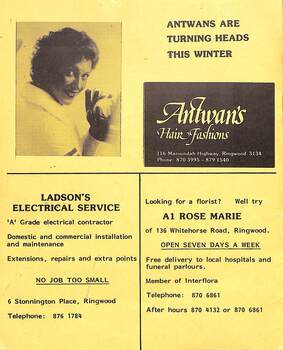 ANTWANS ARE
TURNING HEADS
THIS WINTER
Antwan's
Hair Fashions
116 Maroondah Highway, Ringwood 3134
Phone: 870 3995 - 879 1540
LADSON'S
ELECTRICAL SERVICE
'A' Grade electrical contractor
Domestic and commercial installation
and maintenance
Extensions, repairs and extra points
NO JOB TOO SMALL
6 Stonnington Place, Ringwood
Telephone: 876 1784
Looking for a florist? Well try
A1 ROSE MARIE
of 136 Whitehorse Road, Ringwood.
OPEN SEVEN DAYS A WEEK
Free delivery to local hospitals and
funeral parlours.
Member of Interflora
Telephone: 870 6861
After hours 870 4132 or 870 6861